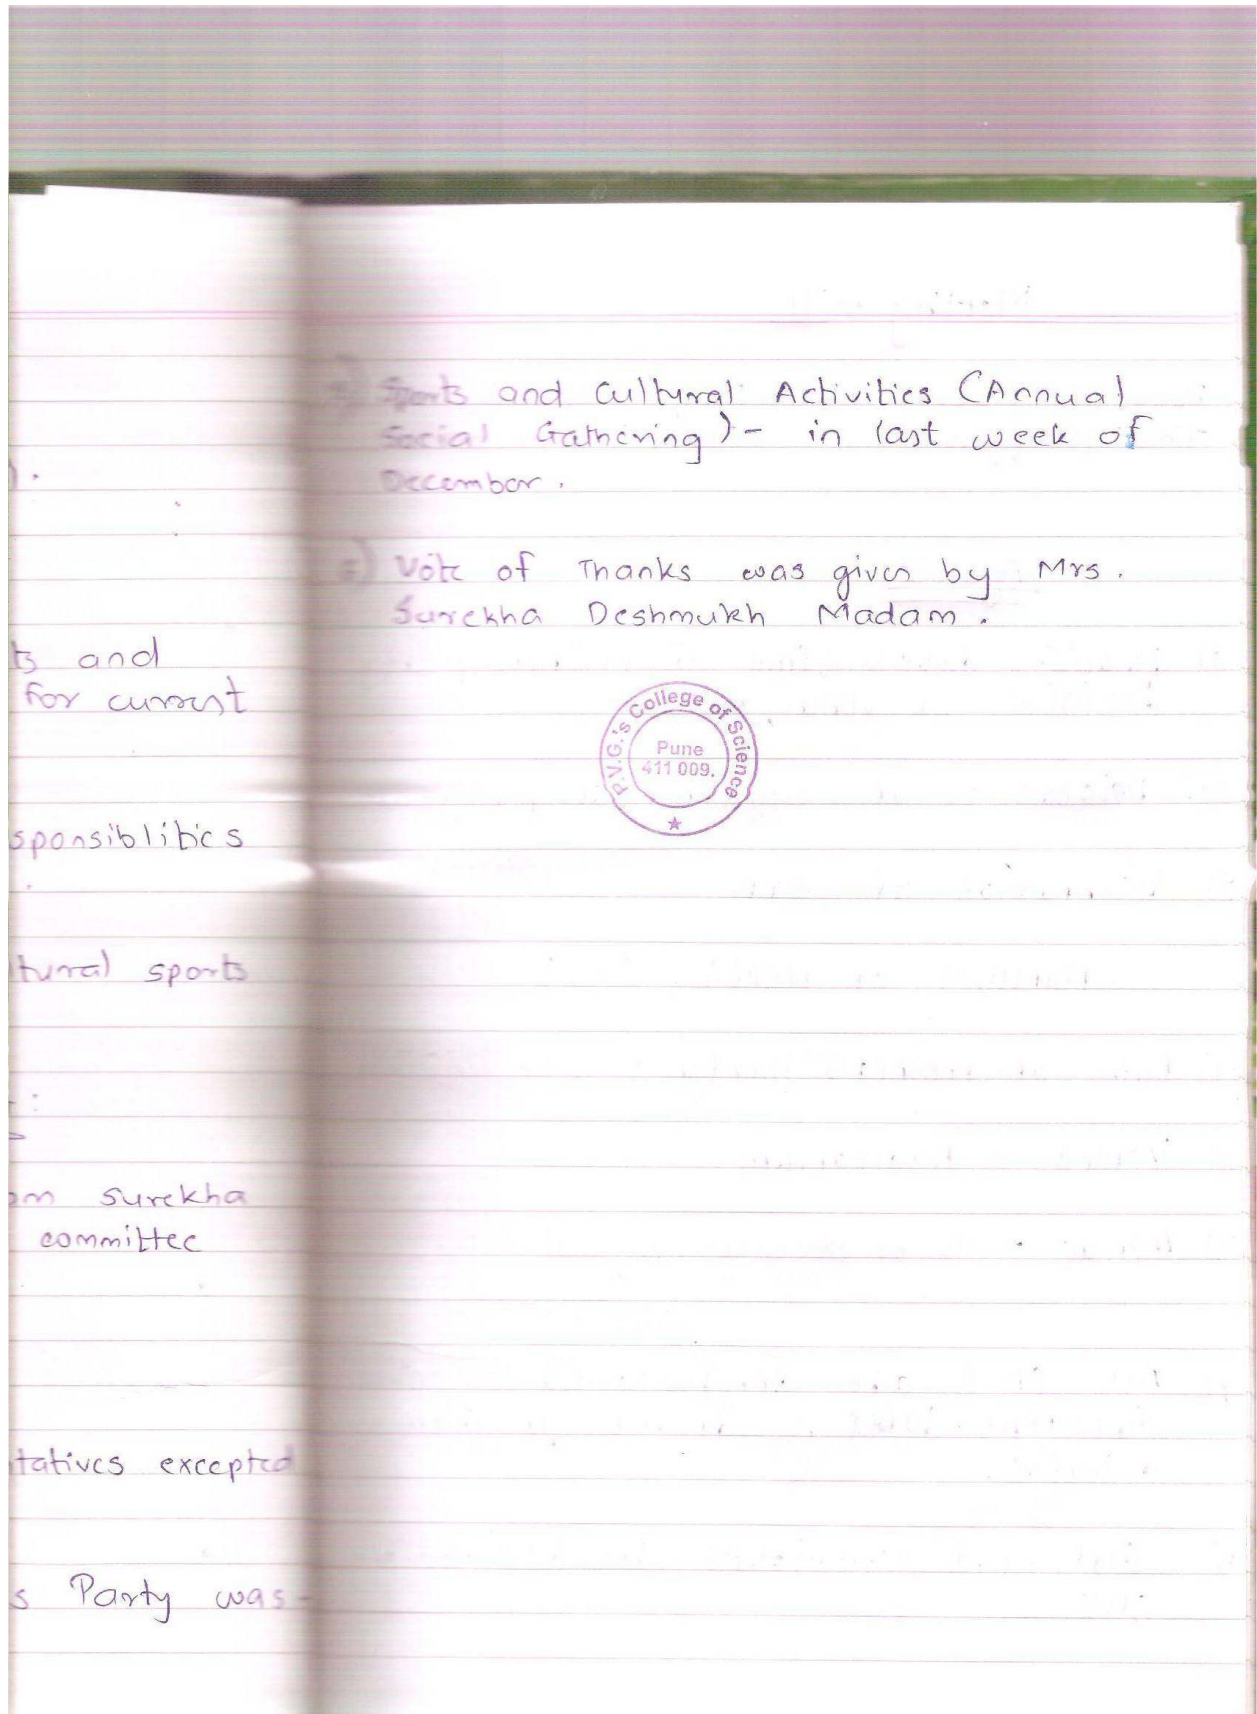 ).
ts and
for current
sponsiblitics
tural sports
om Surekha
committee
tatives excepted
s Party was-
Sports and Cultural Activities (Annual
Social Gathering) - in last week of
December.
5) Vote of Thanks was given by Mrs.
Surekha Deshmukh Madam.
P.V.G.'s College of Science
Pune
411 009.